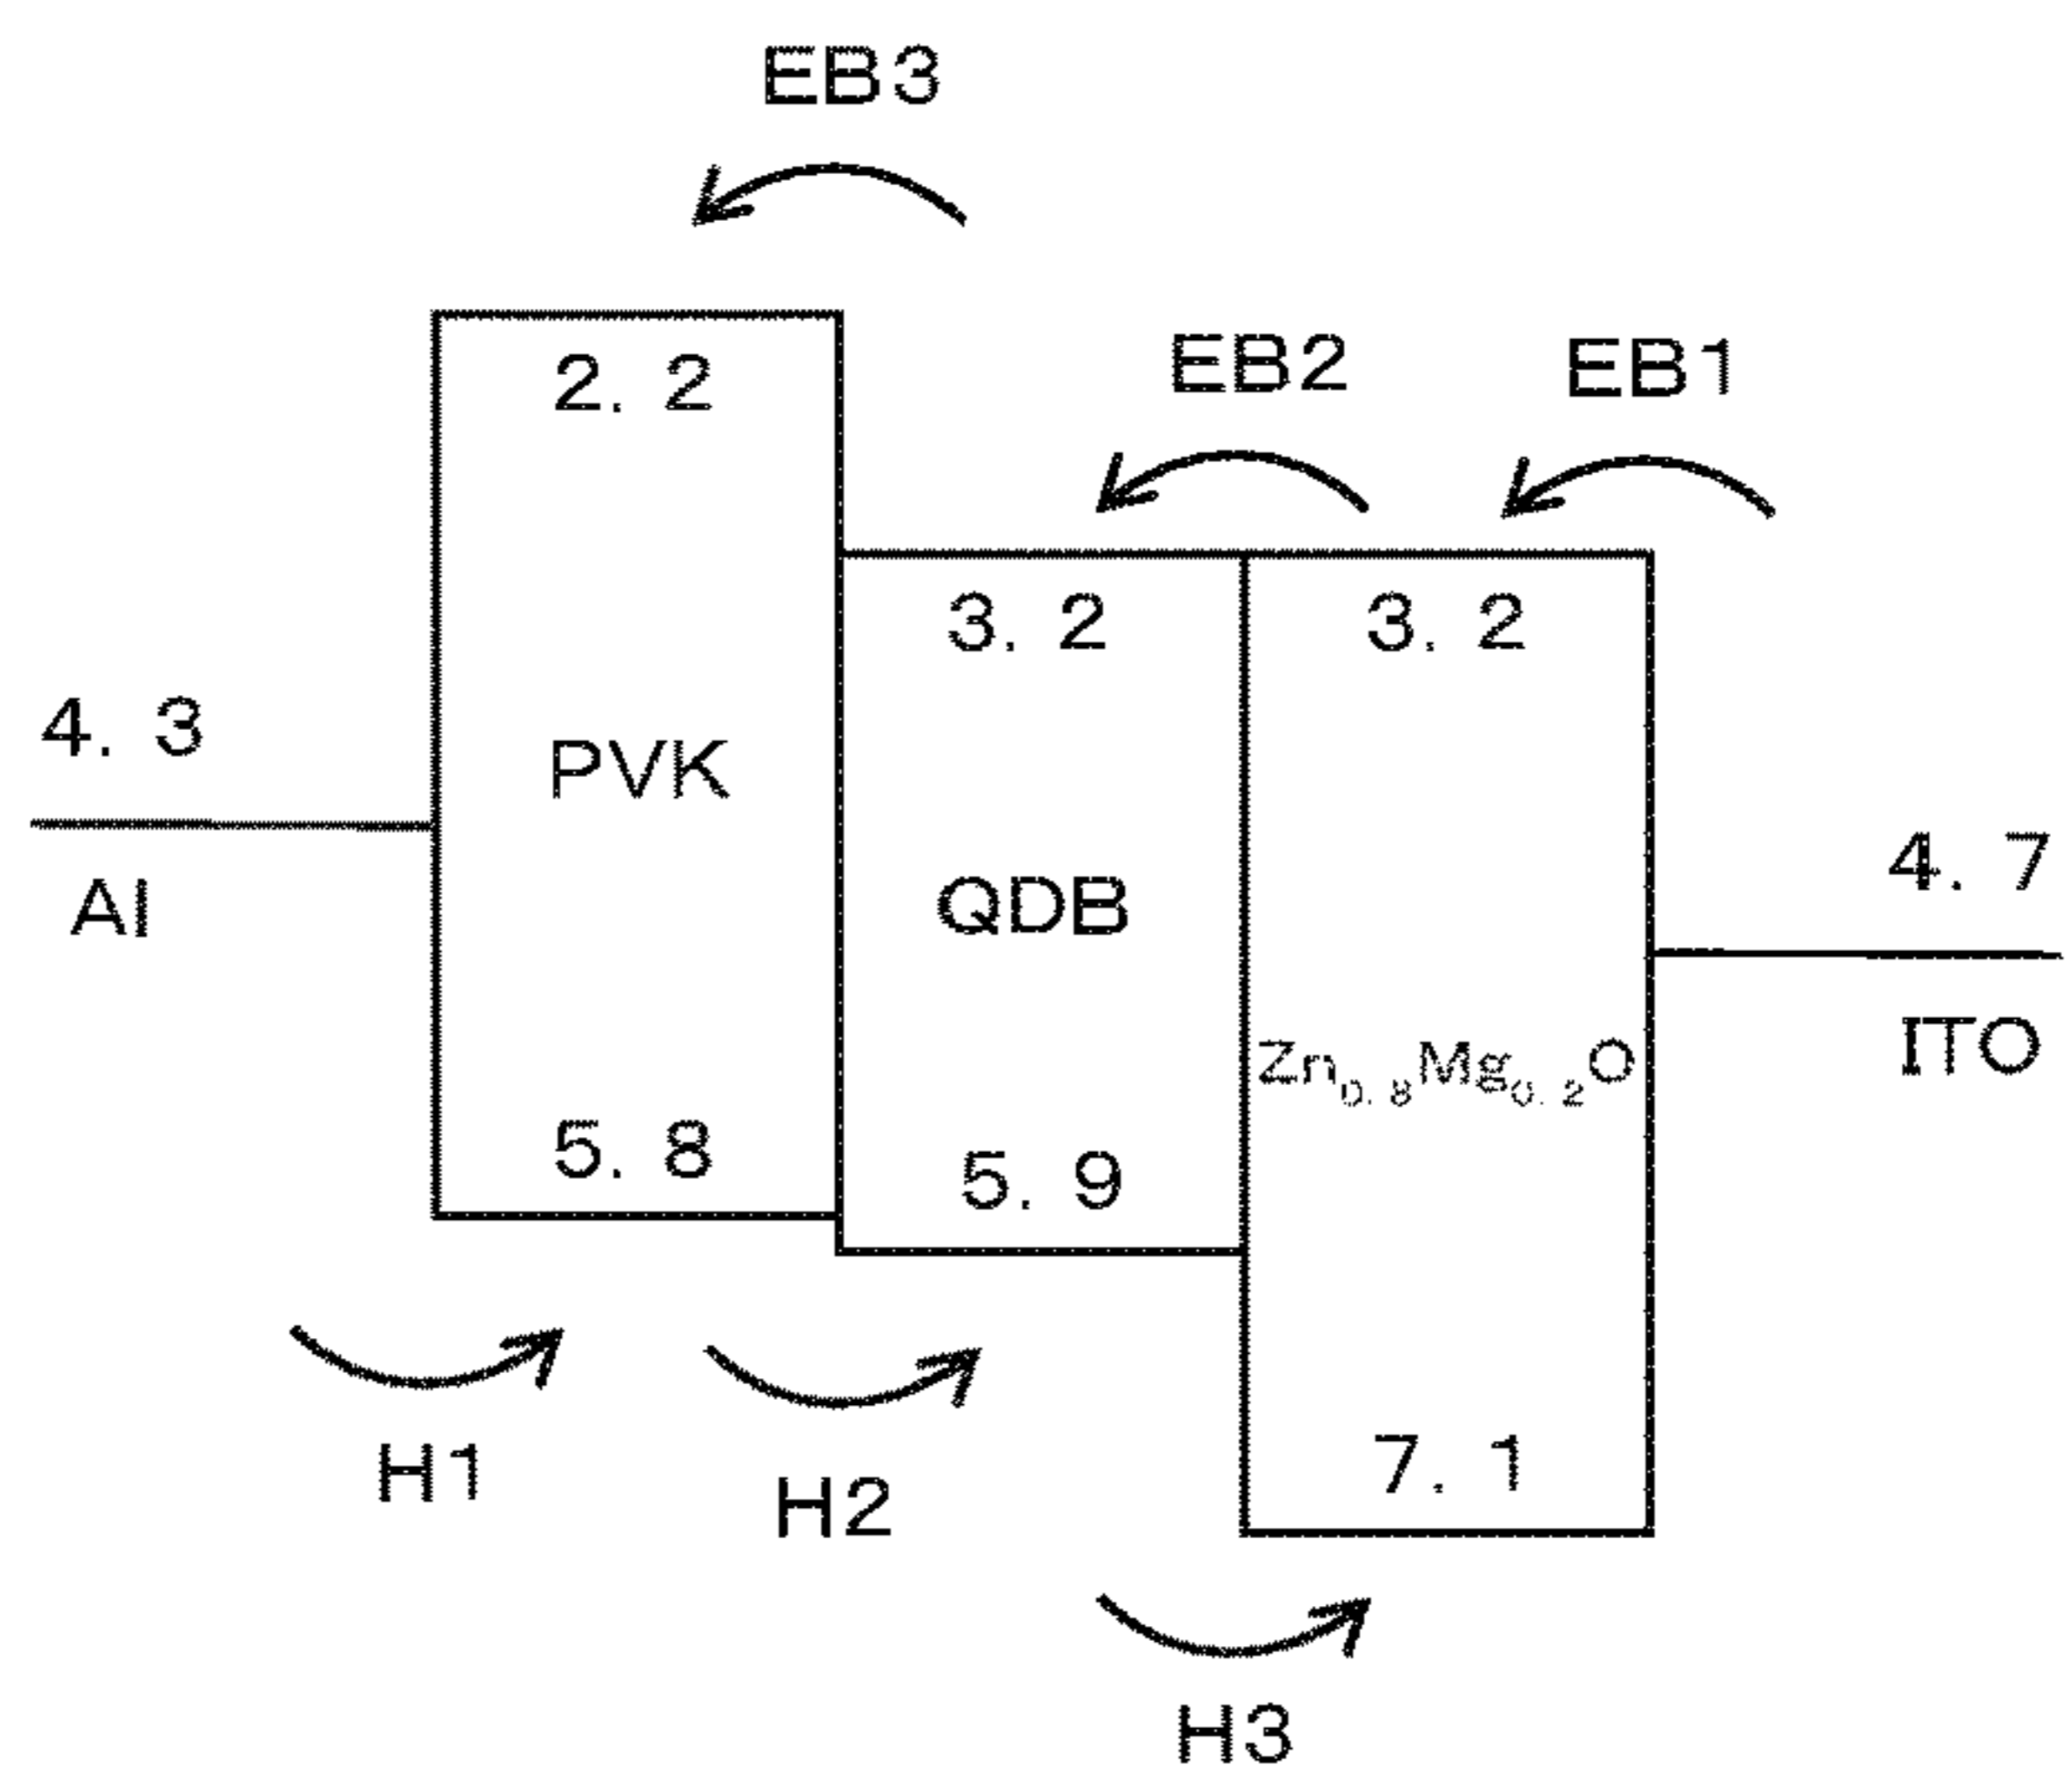 EB3
EB2
EB1
2. 2
3. 2
3. 2
4. 3
PVK
4. 7
Al
QDB
ITO
Zn0. 8Mg0. 2O
5. 8
5. 9
7. 1
H1
H2
H3